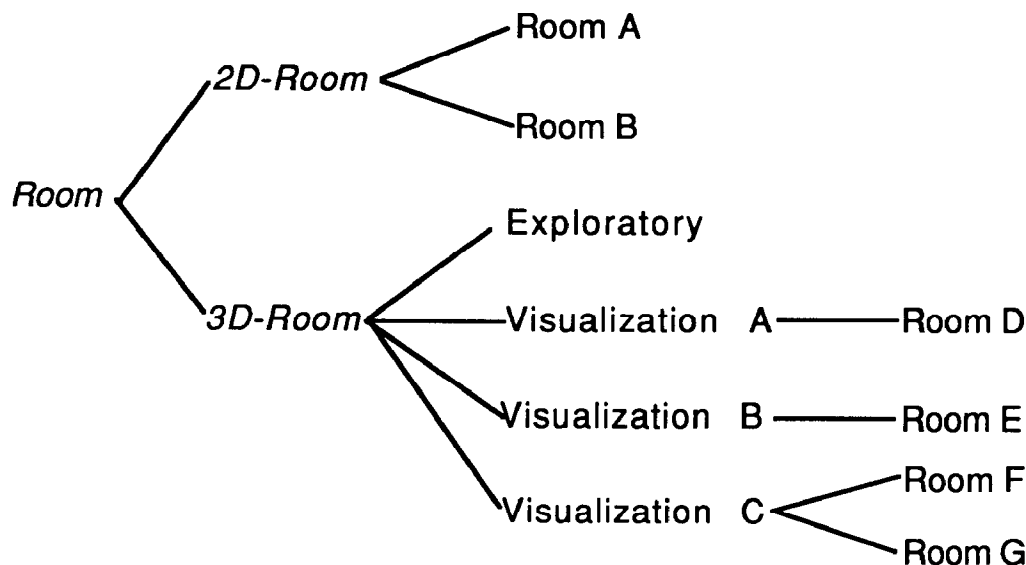 Room A
2D-Room
Room B
Room
Exploratory
3D-Room
Visualization A
Room D
Visualization B
Room E
Room F
Visualization C
Room G